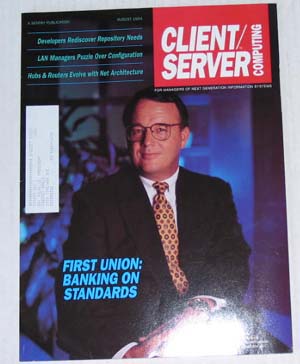 A SENTRY PUBLICATION
AUGUST 1994
Developers Rediscover Repository Needs
LAN Managers Puzzle Over Configuration
Hubs & Routers Evolve with Net Architecture
CLIENT/
SERVER
COMPUTING
FOR MANAGERS OF NEXT GENERATION INFORMATION SYSTEMS
FIRST UNION:
BANKING ON
STANDARDS